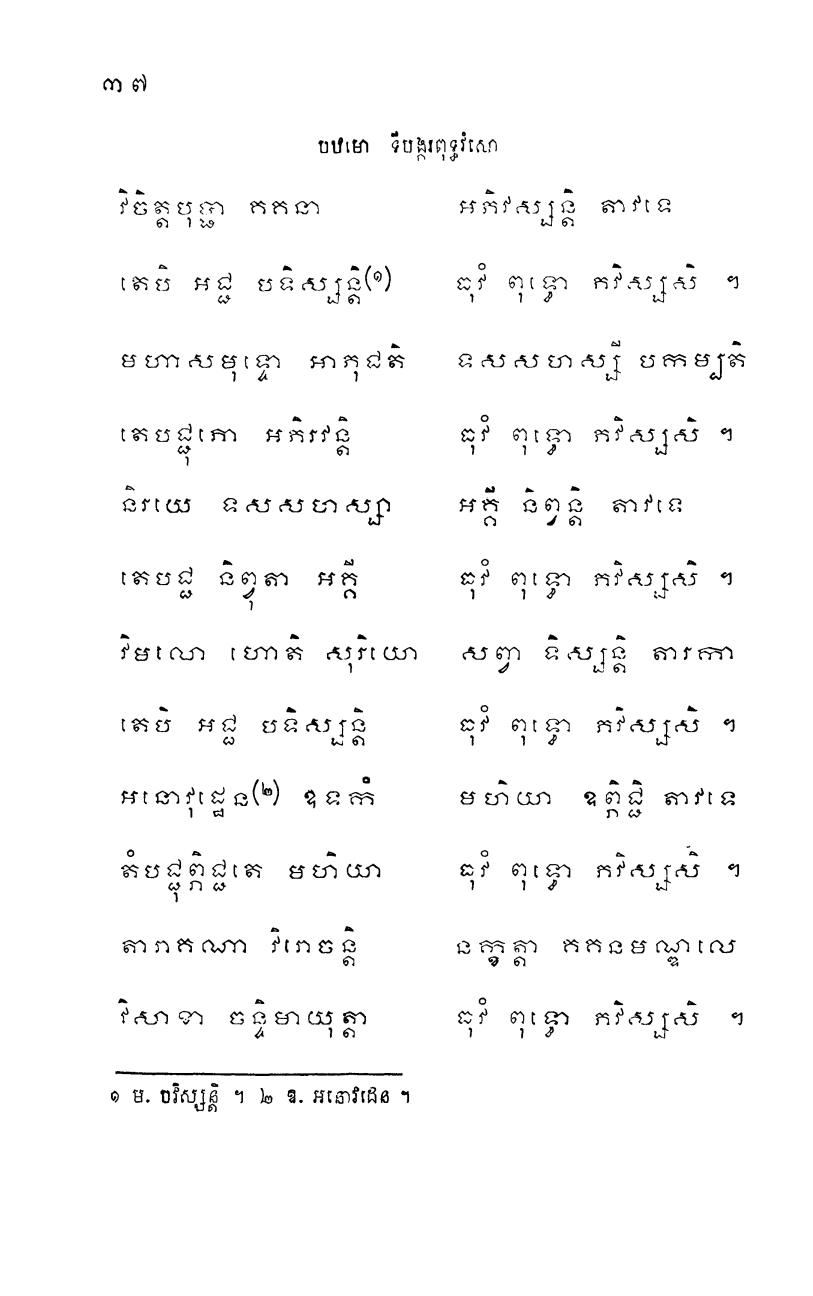 ៣៧
បឋមោ ទីបង្ករពុទ្ធវំសោ
វិចិត្តបុប្ផា គគនា អភិវស្សន្តិ តាវទេ
តេបិ អជ្ជ បទិស្សន្តិ(១) ធុវំ ពុទ្ធោ ភវិស្សសិ ។
មហាសមុទ្ទោ អាភុជតិ ទសសហស្សី បកម្បតិ
តេបជ្ជុភោ អភិរវន្តិ ធុវំ ពុទ្ធោ ភវិស្សសិ ។
និរយេ ទសសហស្សា អគ្គី និព្វន្តិ តាវទេ
តេបជ្ជ និព្វុតា អគ្គី ធុវំ ពុទ្ធោ ភវិស្សសិ ។
វិមលោ ហោតិ សុរិយោ សព្វា ទិស្សន្តិ តារកា
តេបិ អជ្ជ បទិស្សន្តិ ធុវំ ពុទ្ធោ ភវិស្សសិ ។
អនោវុដ្ឋេន(២) ឧទកំ មហិយា ឧព្ភិជ្ជិ តាវទេ
តំបជ្ជុព្ភិជ្ជតេ មហិយា ធុវំ ពុទ្ធោ ភវិស្សសិ ។
តារាគណា វិរោចន្តិ នក្ខត្តា គគនមណ្ឌលេ
វិសាខា ចន្ទិមាយុត្តា ធុវំ ពុទ្ធោ ភវិស្សសិ ។
១ ម. បវិស្សន្តិ ។ ២ ឧ. អនោវដេន ។